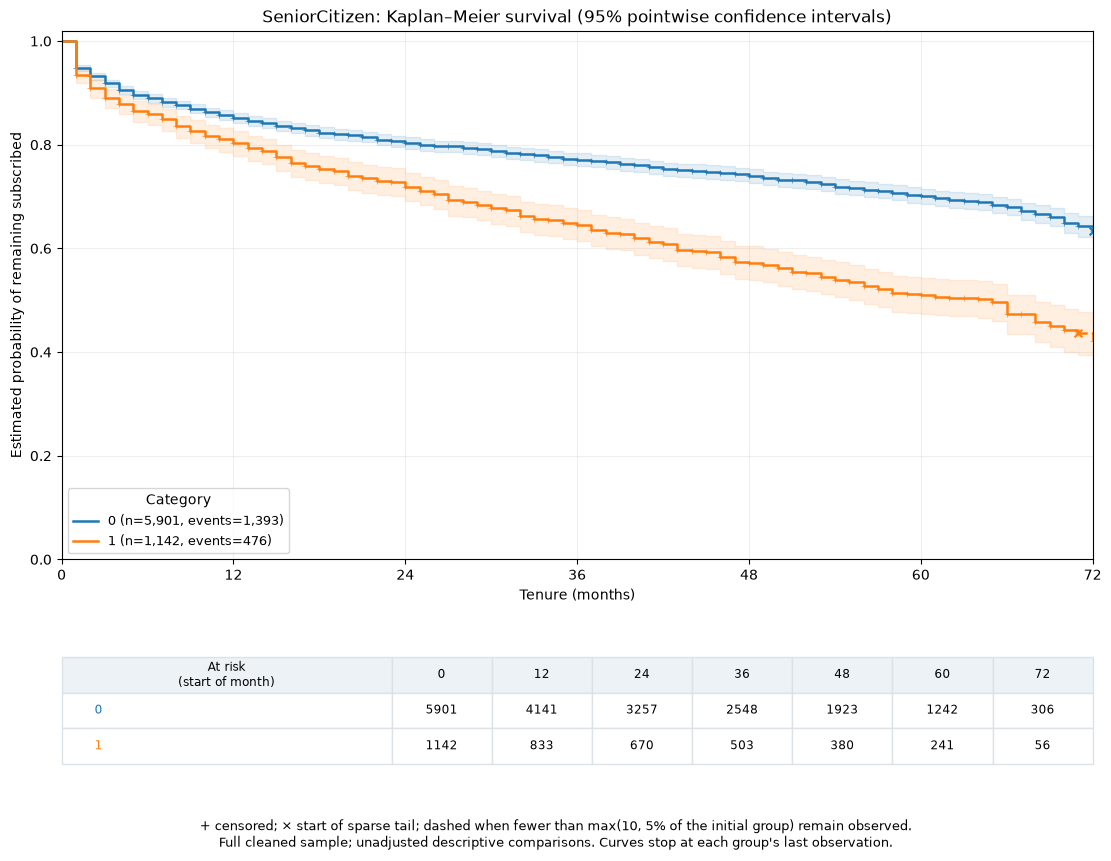 SeniorCitizen: Kaplan–Meier survival (95% pointwise confidence intervals)
1.0
0.8
0.6
0.4
0.2
0.0
Estimated probability of remaining subscribed
Category
0 (n=5,901, events=1,393)
1 (n=1,142, events=476)
0 12 24 36 48 60 72
Tenure (months)
At risk
(start of month) 0 12 24 36 48 60 72
0 5901 4141 3257 2548 1923 1242 306
1 1142 833 670 503 380 241 56
+ censored; × start of sparse tail; dashed when fewer than max(10, 5% of the initial group) remain observed.
Full cleaned sample; unadjusted descriptive comparisons. Curves stop at each group's last observation.